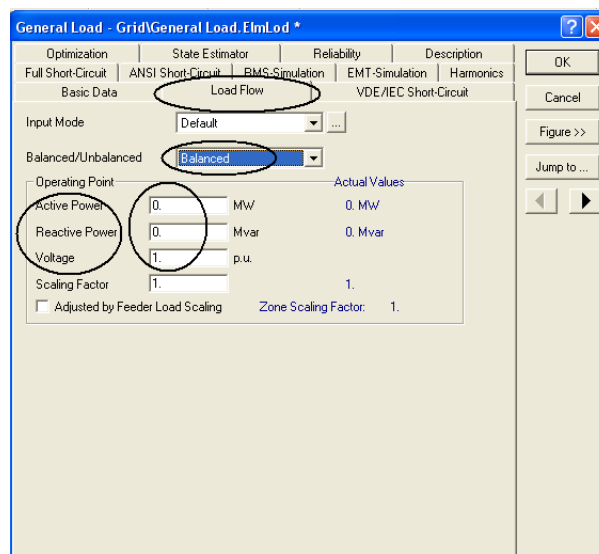 General Load - Grid\General Load.ElmLod *
Optimization State Estimator Reliability Description
Full Short-Circuit ANSI Short-Circuit RMS-Simulation EMT-Simulation Harmonics
Basic Data Load Flow VDE/IEC Short-Circuit
OK
Cancel
Figure >>
Jump to ...
Input Mode Default ...
Balanced/Unbalanced Balanced
Operating Point Actual Values
Active Power 0. MW 0. MW
Reactive Power 0. Mvar 0. Mvar
Voltage 1. p.u.
Scaling Factor 1. 1.
Adjusted by Feeder Load Scaling Zone Scaling Factor: 1.